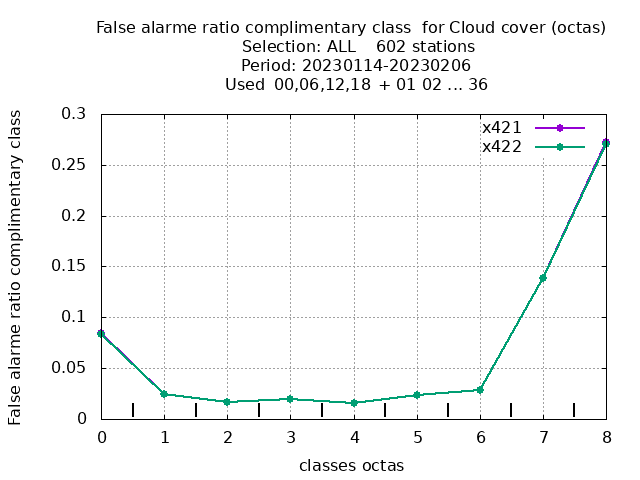 False alarme ratio complimentary class  for Cloud cover (octas)
Selection: ALL    602 stations
Period: 20230114-20230206
Used  00,06,12,18 + 01 02 ... 36
False alarme ratio complimentary class
x421
x422
0.3
0.25
0.2
0.15
0.1
0.05
0
0 1 2 3 4 5 6 7 8
classes octas